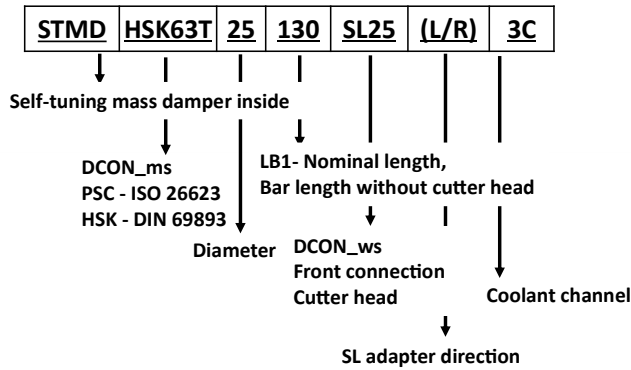 STMD HSK63T 25 130 SL25 (L/R) 3C
Self-tuning mass damper inside
DCON_ms
PSC - ISO 26623
HSK - DIN 69893
LB1- Nominal length,
Bar length without cutter head
Diameter
DCON_ws
Front connection
Cutter head
Coolant channel
SL adapter direction